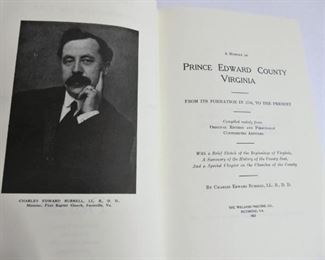 CHARLES EDWARD BURRELL, LL. B., D. D.
Minister, First Baptist Church, Farmville, Va.
A History of
PRINCE EDWARD COUNTY
VIRGINIA
FROM ITS FORMATION IN 1753, TO THE PRESENT
Compiled mainly from
Original Records and Personally
Contributed Articles
With a Brief Sketch of the Beginnings of Virginia,
A Summary of the History of the County Seat,
And a Special Chapter on the Churches of the County
BY CHARLES EDWARD BURRELL, LL. B., D. D.
THE WILLIAMS PRINTING CO.,
RICHMOND, VA.